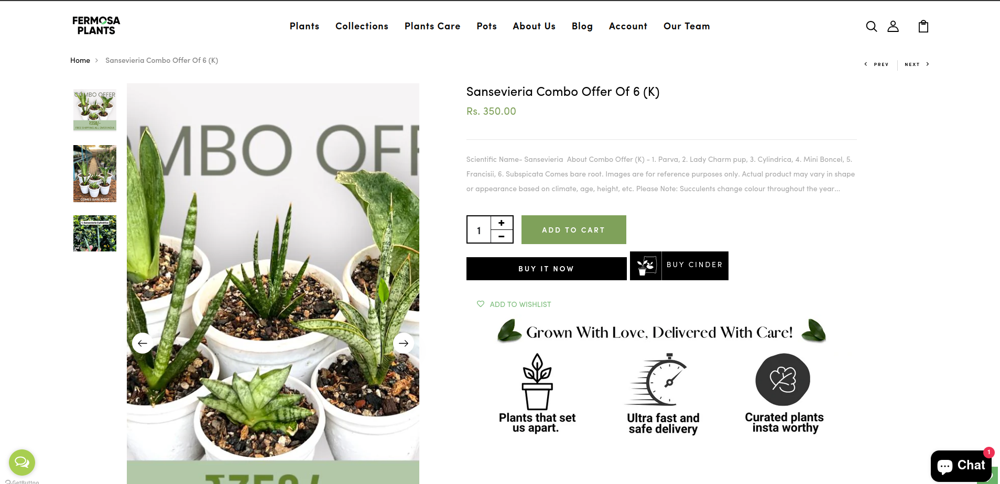 FERMOSA
PLANTS
Plants Collections Plants Care Pots About Us Blog Account Our Team
Home > Sansevieria Combo Offer Of 6 (K)
PREV NEXT
COMBO OFFER
₹350/-
FREE SHIPPING ALL OVER INDIA
COMES BARE ROOT
1. Sansevieria Cylindrica
OMBO OFF
Sansevieria Combo Offer Of 6 (K)
Rs. 350.00
Scientific Name- Sansevieria  About Combo Offer (K) - 1. Parva, 2. Lady Charm pup, 3. Cylindrica, 4. Mini Boncel, 5.
Francisii, 6. Subspicata Comes bare root. Images are for reference purposes only. Actual product may vary in shape
or appearance based on climate, age, height, etc. Please Note: Succulents change colour throughout the year...
1 + −
ADD TO CART
BUY IT NOW
BUY CINDER
ADD TO WISHLIST
Grown With Love, Delivered With Care!
Plants that set
us apart.
Ultra fast and
safe delivery
Curated plants
insta worthy
₹350/-
GetButton
1
Chat